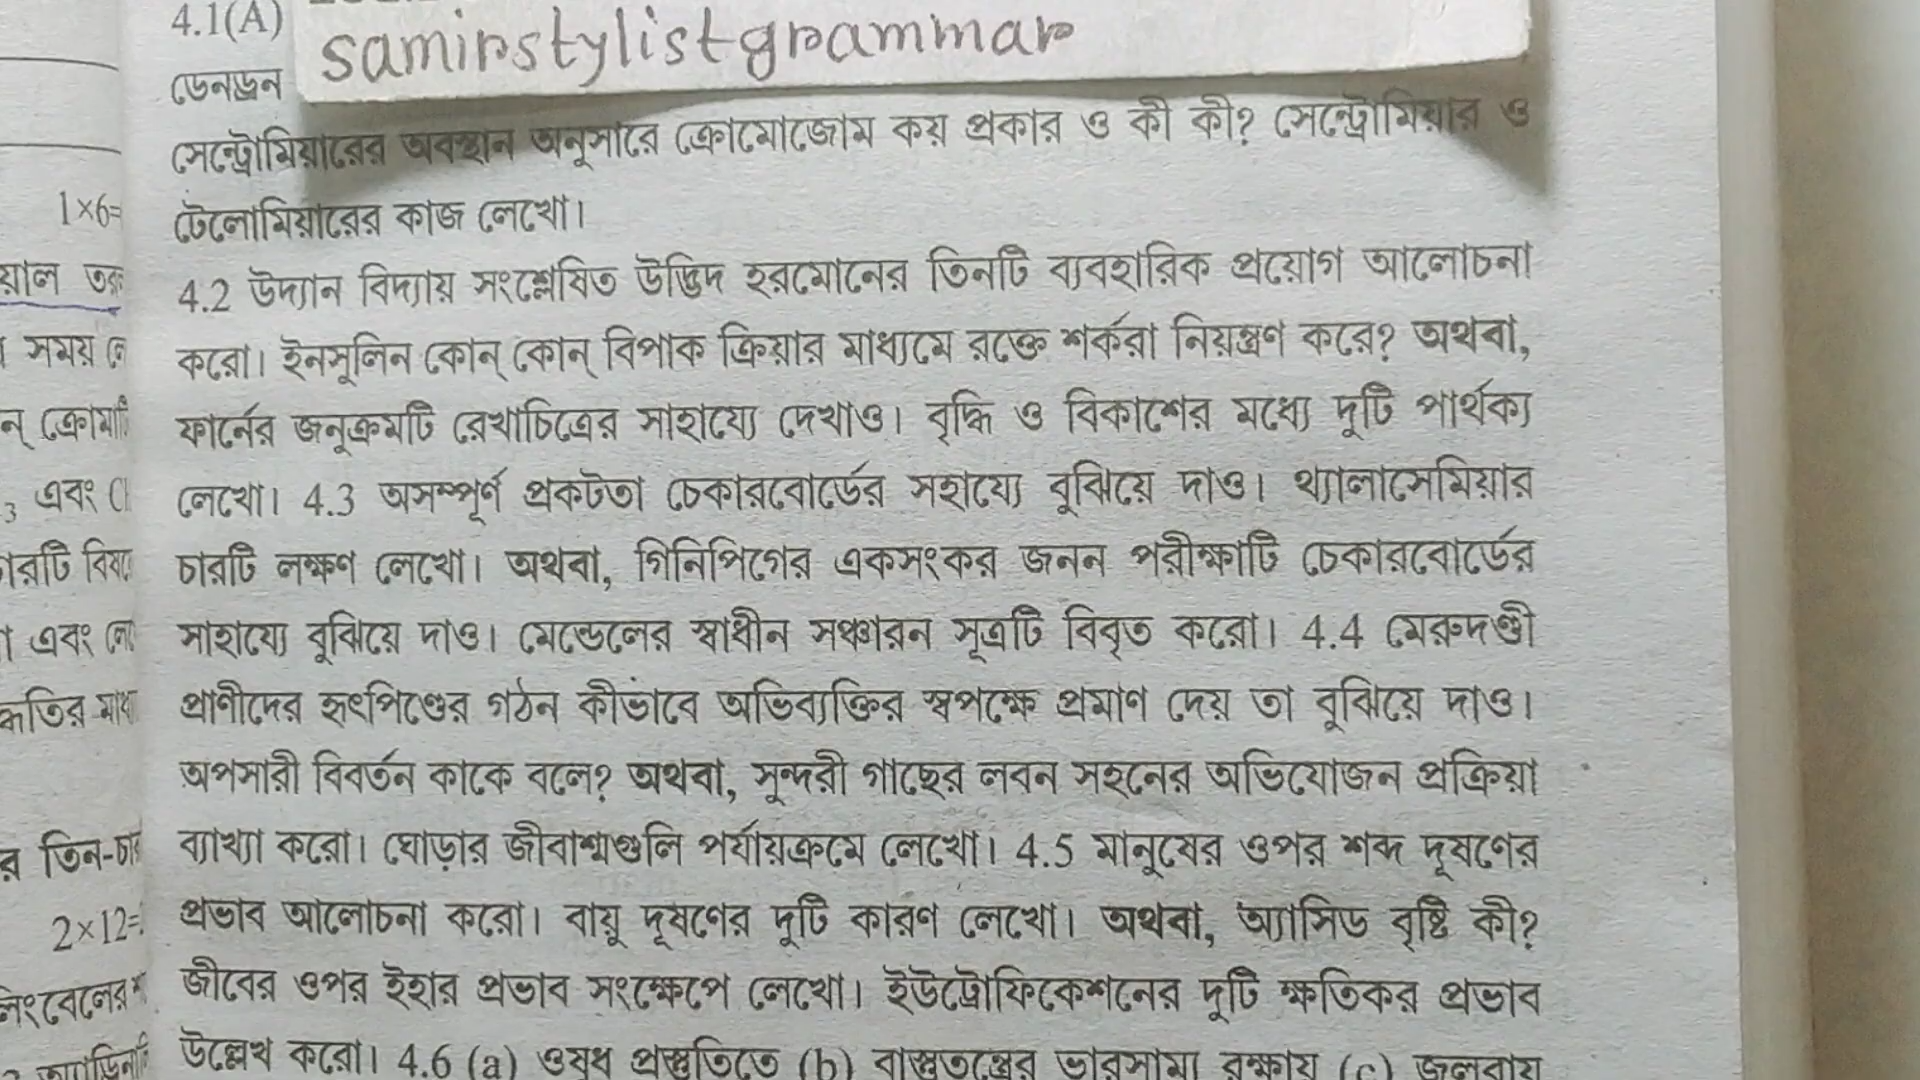 4.1(A)
samirstylistgrammar
ডেনড্রন
সেন্ট্রোমিয়ারের অবস্থান অনুসারে ক্রোমোজোম কয় প্রকার ও কী কী? সেন্ট্রোমিয়ার ও
টেলোমিয়ারের কাজ লেখো।
4.2 উদ্যান বিদ্যায় সংশ্লেষিত উদ্ভিদ হরমোনের তিনটি ব্যবহারিক প্রয়োগ আলোচনা
করো। ইনসুলিন কোন্ কোন্ বিপাক ক্রিয়ার মাধ্যমে রক্তে শর্করা নিয়ন্ত্রণ করে? অথবা,
ফার্নের জনুক্রমটি রেখাচিত্রের সাহায্যে দেখাও। বৃদ্ধি ও বিকাশের মধ্যে দুটি পার্থক্য
লেখো। 4.3 অসম্পূর্ণ প্রকটতা চেকারবোর্ডের সহায্যে বুঝিয়ে দাও। থ্যালাসেমিয়ার
চারটি লক্ষণ লেখো। অথবা, গিনিপিগের একসংকর জনন পরীক্ষাটি চেকারবোর্ডের
সাহায্যে বুঝিয়ে দাও। মেন্ডেলের স্বাধীন সঞ্চারন সূত্রটি বিবৃত করো। 4.4 মেরুদণ্ডী
প্রাণীদের হৃৎপিণ্ডের গঠন কীভাবে অভিব্যক্তির স্বপক্ষে প্রমাণ দেয় তা বুঝিয়ে দাও।
অপসারী বিবর্তন কাকে বলে? অথবা, সুন্দরী গাছের লবন সহনের অভিযোজন প্রক্রিয়া
ব্যাখ্যা করো। ঘোড়ার জীবাশ্মগুলি পর্যায়ক্রমে লেখো। 4.5 মানুষের ওপর শব্দ দূষণের
প্রভাব আলোচনা করো। বায়ু দূষণের দুটি কারণ লেখো। অথবা, অ্যাসিড বৃষ্টি কী?
জীবের ওপর ইহার প্রভাব সংক্ষেপে লেখো। ইউট্রোফিকেশনের দুটি ক্ষতিকর প্রভাব
উল্লেখ করো। 4.6 (a) ওষুধ প্রস্তুতিতে (b) বাস্তুতন্ত্রের ভারসাম্য রক্ষায় (c) জলবায়
1×6=
য়াল
সময়
এবং
তিন-চার
2×12=